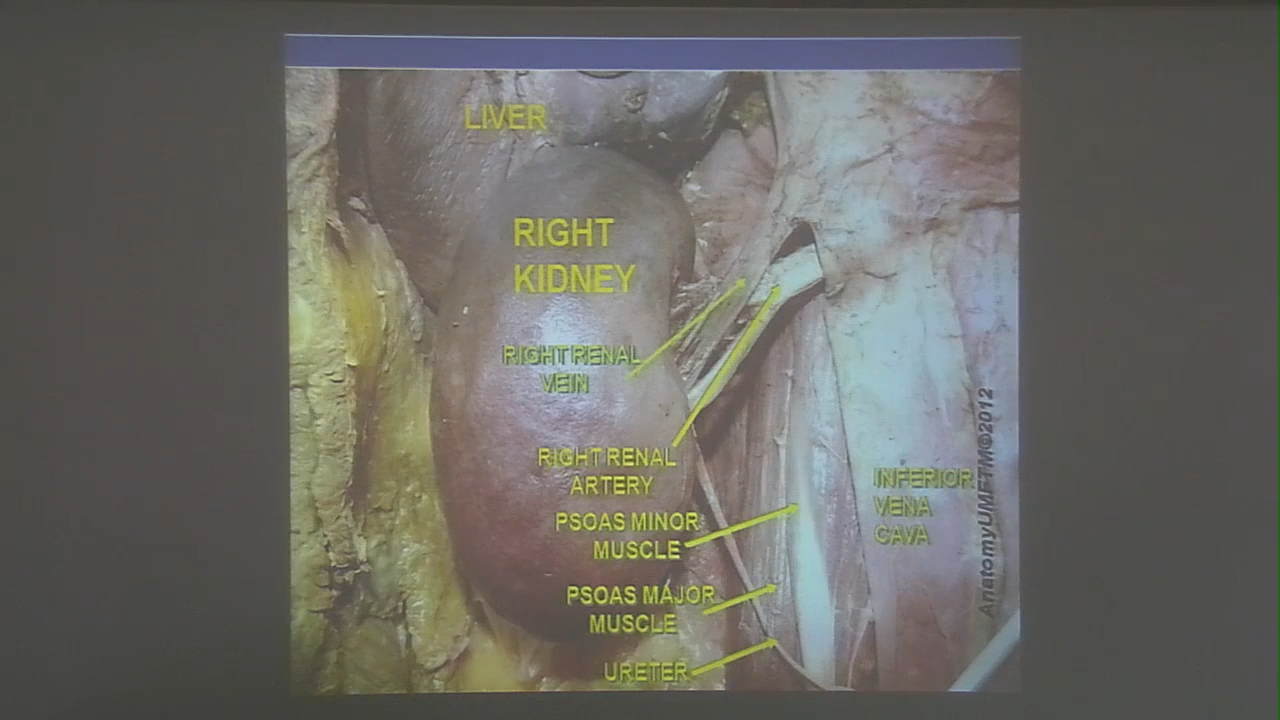 LIVER
RIGHT
KIDNEY
RIGHT RENAL
VEIN
RIGHT RENAL
ARTERY
PSOAS MINOR
MUSCLE
PSOAS MAJOR
MUSCLE
URETER
INFERIOR
VENA
CAVA
AnatomyUMFTM©2012